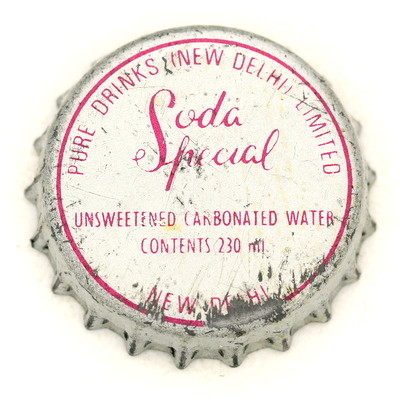 PURE DRINKS (NEW DELHI) LIMITED
Soda
Special
UNSWEETENED CARBONATED WATER
CONTENTS 230 ml
NEW DELHI